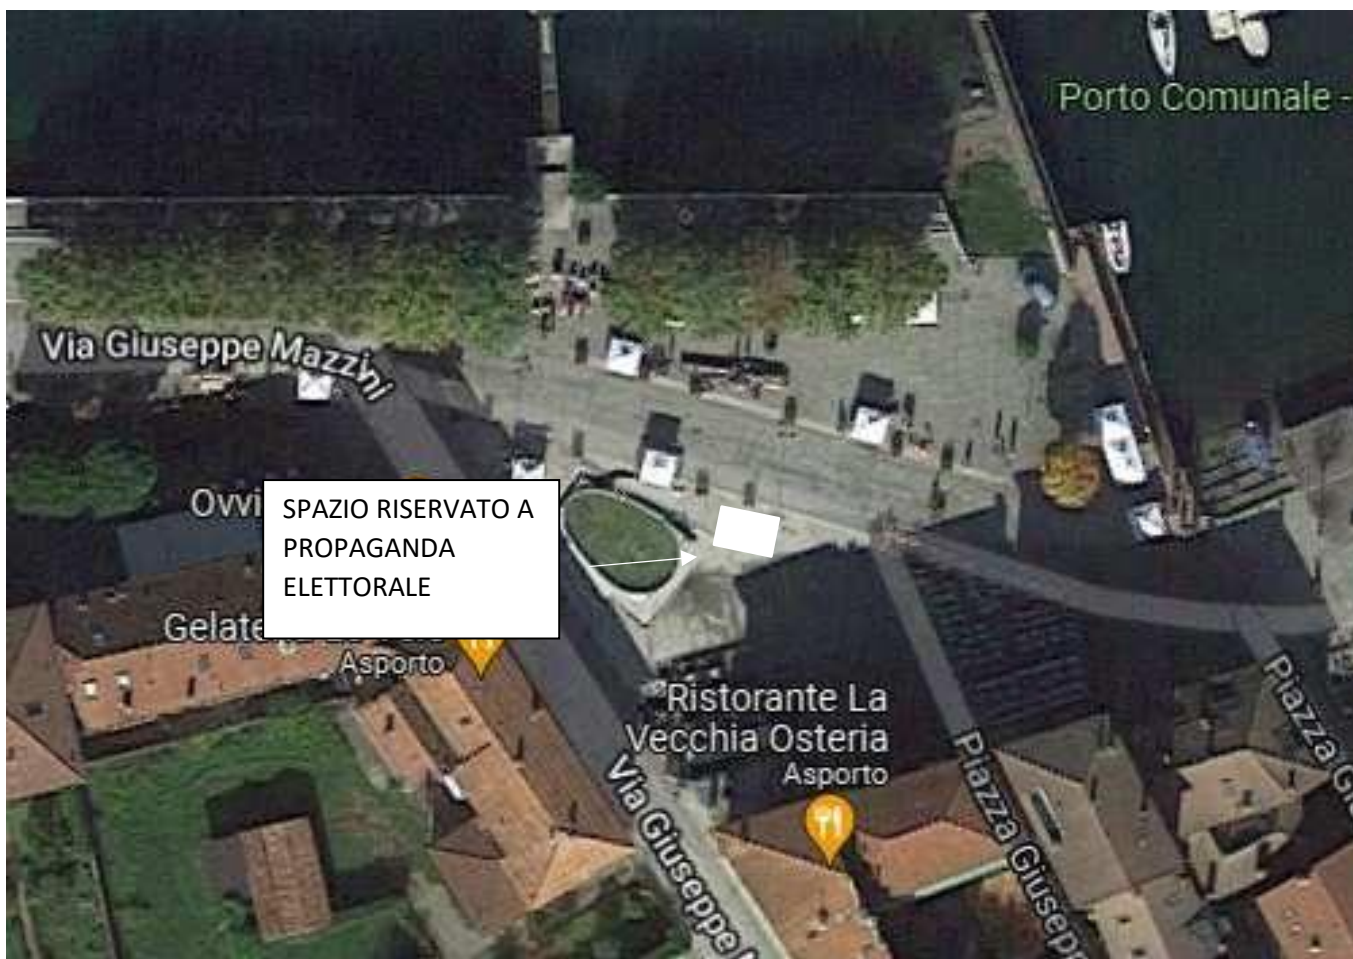 Porto Comunale -
Via Giuseppe Mazzini
Ovvi
SPAZIO RISERVATO A
PROPAGANDA
ELETTORALE
Gelate
Asporto
Ristorante La
Vecchia Osteria
Asporto
Via Giuseppe M
Piazza Giusepp
Piazza Gi